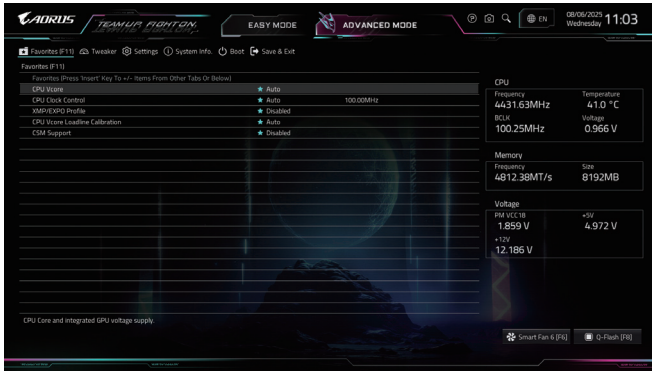 AORUS TEAM UP. FIGHT ON. EASY MODE ADVANCED MODE EN 08/06/2025 Wednesday 11:03
Favorites (F11) Tweaker Settings System Info. Boot Save & Exit
Favorites (F11)
Favorites (Press 'Insert' Key To +/- Items From Other Tabs Or Below)
CPU Vcore ★ Auto
CPU Clock Control ★ Auto 100.00MHz
XMP/EXPO Profile ★ Disabled
CPU Vcore Loadline Calibration ★ Auto
CSM Support ★ Disabled
CPU
Frequency Temperature
4431.63MHz 41.0 °C
BCLK Voltage
100.25MHz 0.966 V
Memory
Frequency Size
4812.38MT/s 8192MB
Voltage
PM VCC18 +5V
1.859 V 4.972 V
+12V
12.186 V
CPU Core and integrated GPU voltage supply.
Smart Fan 6 [F6] Q-Flash [F8]